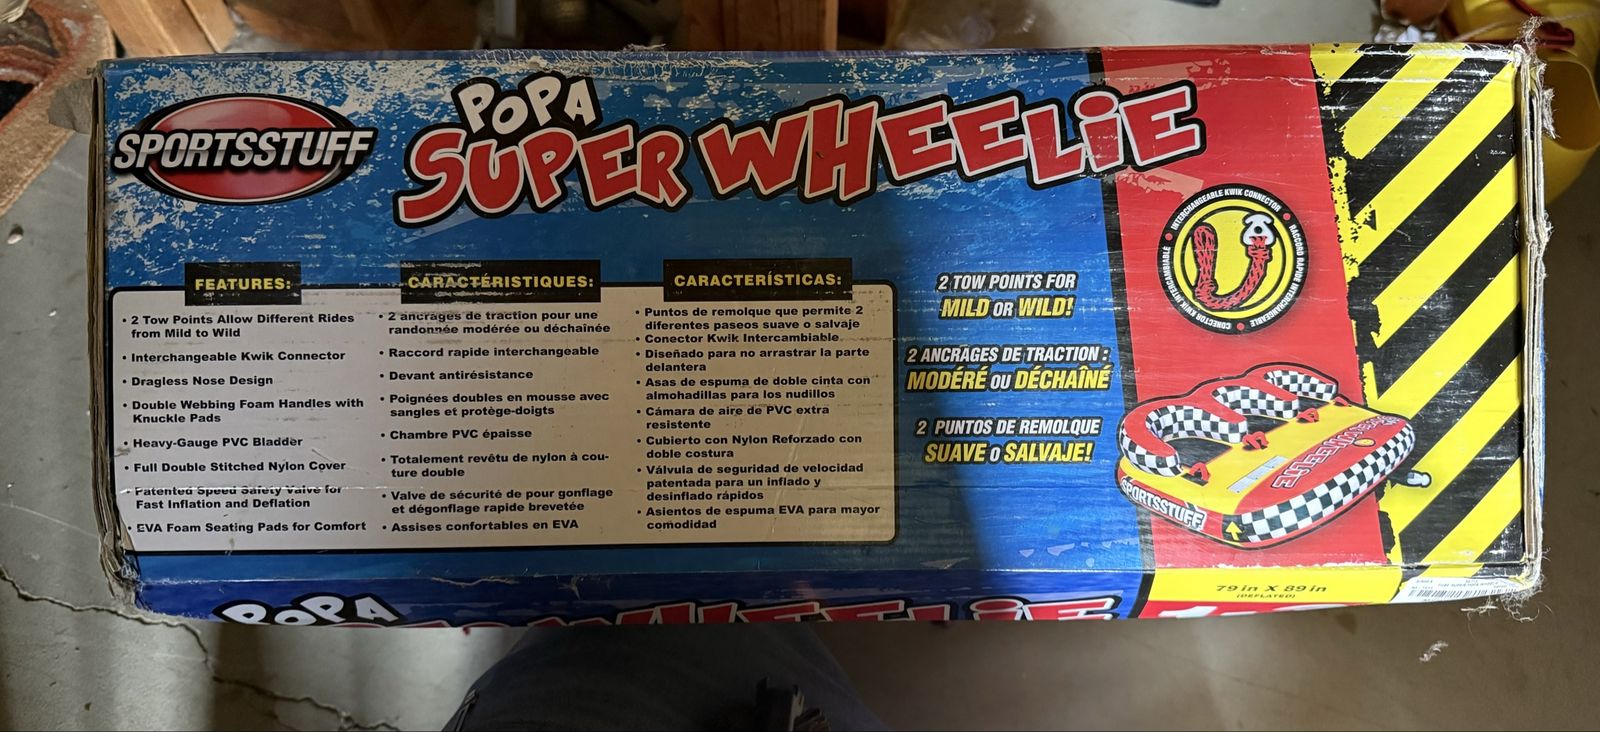 SPORTSSTUFF
POPA
SUPER WHEELIE
INTERCHANGEABLE KWIK CONNECTOR
RACCORD RAPIDE INTERCHANGEABLE
CONECTOR KWIK INTERCAMBIABLE
FEATURES:
• 2 Tow Points Allow Different Rides
from Mild to Wild
• Interchangeable Kwik Connector
• Dragless Nose Design
• Double Webbing Foam Handles with
Knuckle Pads
• Heavy-Gauge PVC Bladder
• Full Double Stitched Nylon Cover
• Patented Speed Safety Valve for
Fast Inflation and Deflation
• EVA Foam Seating Pads for Comfort
CARACTÉRISTIQUES:
• 2 ancrages de traction pour une
randonnée modérée ou déchaînée
• Raccord rapide interchangeable
• Devant antirésistance
• Poignées doubles en mousse avec
sangles et protège-doigts
• Chambre PVC épaisse
• Totalement revêtu de nylon à cou-
ture double
• Valve de sécurité de pour gonflage
et dégonflage rapide brevetée
• Assises confortables en EVA
CARACTERÍSTICAS:
• Puntos de remolque que permite 2
diferentes paseos suave o salvaje
• Conector Kwik Intercambiable
• Diseñado para no arrastrar la parte
delantera
• Asas de espuma de doble cinta con
almohadillas para los nudillos
• Cámara de aire de PVC extra
resistente
• Cubierto con Nylon Reforzado con
doble costura
• Válvula de seguridad de velocidad
patentada para un inflado y
desinflado rápidos
• Asientos de espuma EVA para mayor
comodidad
2 TOW POINTS FOR
MILD OR WILD!
2 ANCRAGES DE TRACTION :
MODÉRÉ OU DÉCHAÎNÉ
2 PUNTOS DE REMOLQUE
SUAVE O SALVAJE!
SPORTSSTUFF
79 in X 89 in
(DEFLATED)
POPA
WHEELIE